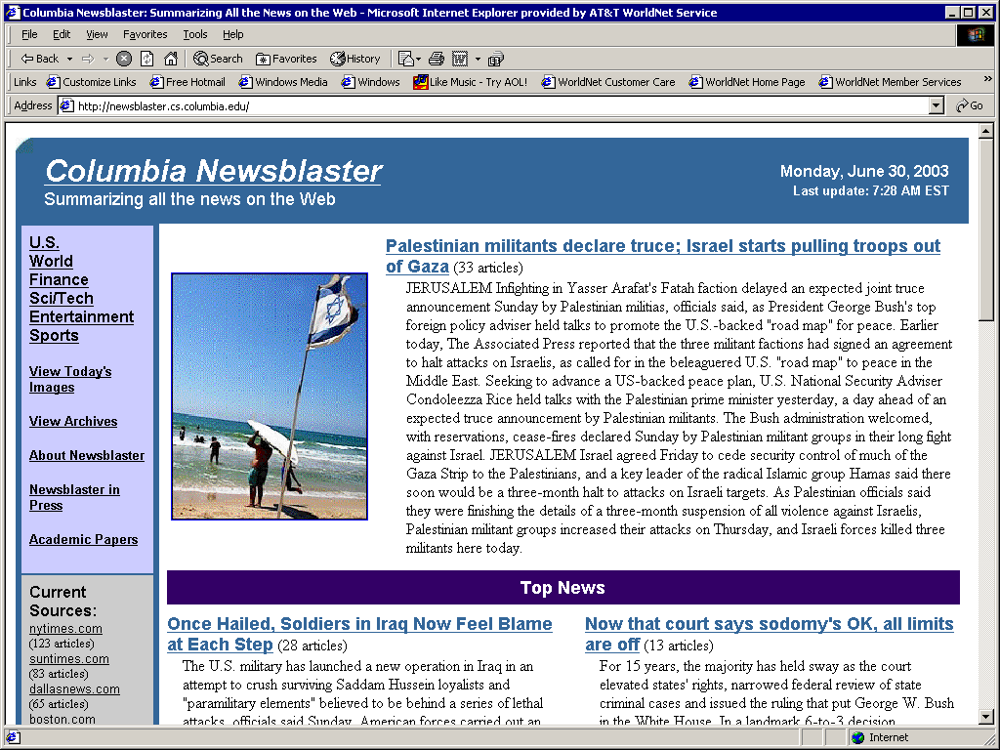 Columbia Newsblaster: Summarizing All the News on the Web - Microsoft Internet Explorer provided by AT&T WorldNet Service
File Edit View Favorites Tools Help
Back Search Favorites History
Links Customize Links Free Hotmail Windows Media Windows Like Music - Try AOL! WorldNet Customer Care WorldNet Home Page WorldNet Member Services »
Address http://newsblaster.cs.columbia.edu/ Go
Columbia Newsblaster
Summarizing all the news on the Web
Monday, June 30, 2003
Last update: 7:28 AM EST
U.S.
World
Finance
Sci/Tech
Entertainment
Sports
View Today's
Images
View Archives
About Newsblaster
Newsblaster in
Press
Academic Papers
Current
Sources:
nytimes.com
(123 articles)
suntimes.com
(83 articles)
dallasnews.com
(65 articles)
boston.com
Palestinian militants declare truce; Israel starts pulling troops out
of Gaza (33 articles)
JERUSALEM Infighting in Yasser Arafat's Fatah faction delayed an expected joint truce
announcement Sunday by Palestinian militias, officials said, as President George Bush's top
foreign policy adviser held talks to promote the U.S.-backed "road map" for peace. Earlier
today, The Associated Press reported that the three militant factions had signed an agreement
to halt attacks on Israelis, as called for in the beleaguered U.S. "road map" to peace in the
Middle East. Seeking to advance a US-backed peace plan, U.S. National Security Adviser
Condoleezza Rice held talks with the Palestinian prime minister yesterday, a day ahead of an
expected truce announcement by Palestinian militants. The Bush administration welcomed,
with reservations, cease-fires declared Sunday by Palestinian militant groups in their long fight
against Israel. JERUSALEM Israel agreed Friday to cede security control of much of the
Gaza Strip to the Palestinians, and a key leader of the radical Islamic group Hamas said there
soon would be a three-month halt to attacks on Israeli targets. As Palestinian officials said
they were finishing the details of a three-month suspension of all violence against Israelis,
Palestinian militant groups increased their attacks on Thursday, and Israeli forces killed three
militants here today.
Top News
Once Hailed, Soldiers in Iraq Now Feel Blame
at Each Step (28 articles)
The U.S. military has launched a new operation in Iraq in an
attempt to crush surviving Saddam Hussein loyalists and
"paramilitary elements" believed to be behind a series of lethal
attacks, officials said Sunday. American forces carried out an
Now that court says sodomy's OK, all limits
are off (13 articles)
For 15 years, the majority has held sway as the court
elevated states' rights, narrowed federal review of state
criminal cases and issued the ruling that put George W. Bush
in the White House. In a landmark 6-to-3 decision
Internet